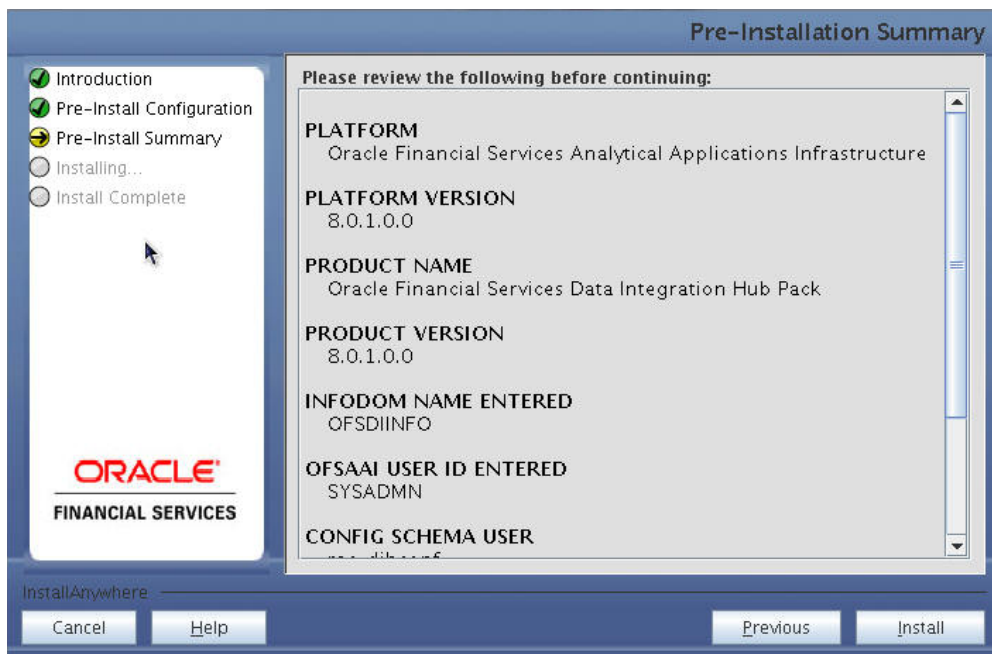 Pre-Installation Summary
Introduction
Pre-Install Configuration
Pre-Install Summary
Installing...
Install Complete
ORACLE
FINANCIAL SERVICES
Please review the following before continuing:
PLATFORM
Oracle Financial Services Analytical Applications Infrastructure
PLATFORM VERSION
8.0.1.0.0
PRODUCT NAME
Oracle Financial Services Data Integration Hub Pack
PRODUCT VERSION
8.0.1.0.0
INFODOM NAME ENTERED
OFSDIINFO
OFSAAI USER ID ENTERED
SYSADMN
CONFIG SCHEMA USER
InstallAnywhere
Cancel
Help
Previous
Install